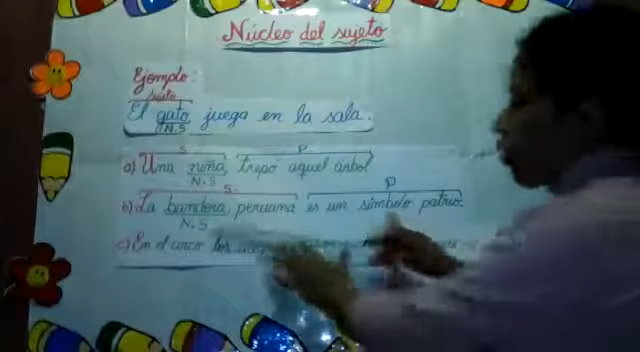 Núcleo del sujeto
Ejemplo:
sujeto
El gato juega en la sala.
N.S
S P
a) Una niña, trepó aquel árbol
N.S
S. P
b) La bandera, peruana es un símbolo patrio.
N.S
c) En el circo los